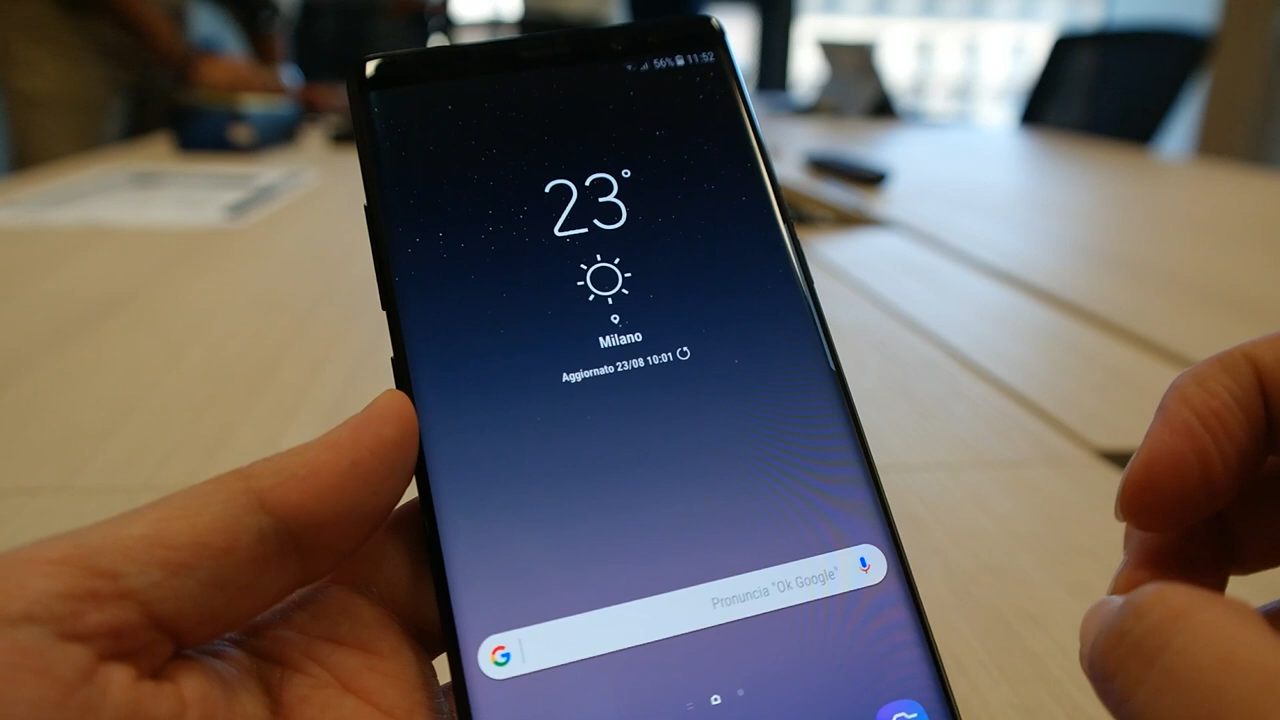 56% 11:52
23°
Milano
Aggiornato 23/08 10:01
G
Pronuncia "Ok Google"